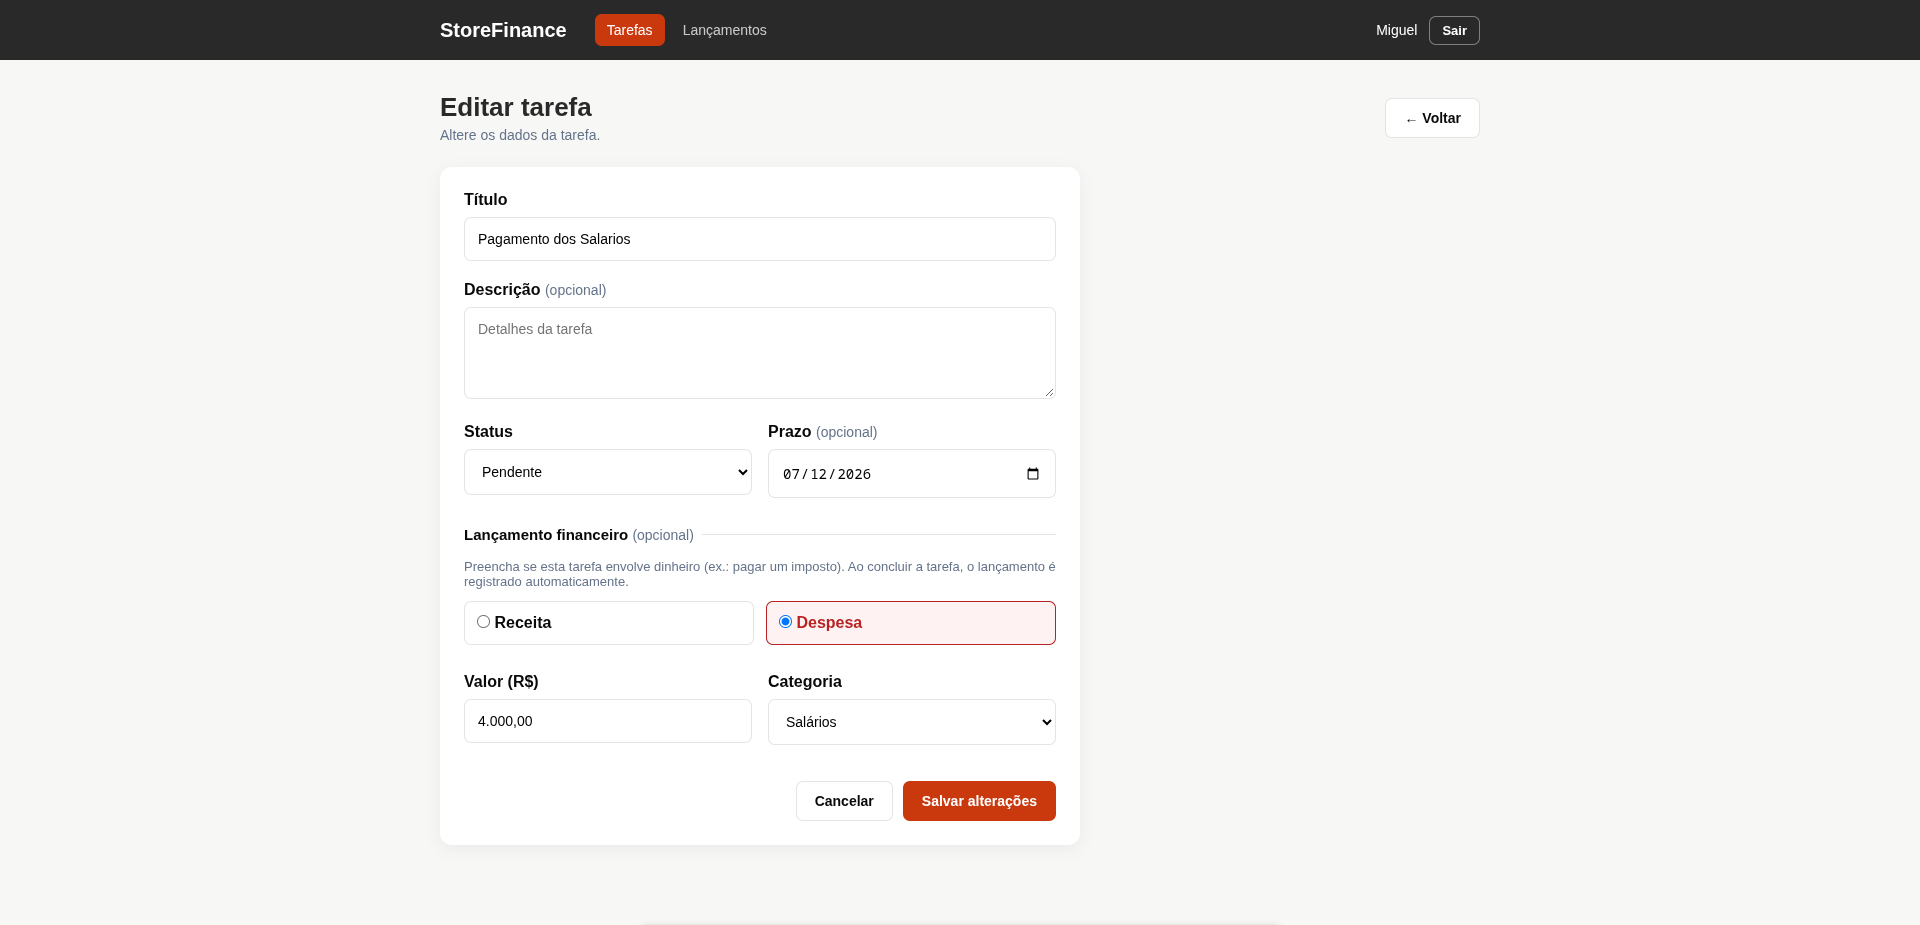 StoreFinance Tarefas Lançamentos Miguel Sair
Editar tarefa
← Voltar
Altere os dados da tarefa.
Título
Pagamento dos Salarios
Descrição (opcional)
Detalhes da tarefa
Status Prazo (opcional)
Pendente 07/12/2026
Lançamento financeiro (opcional)
Preencha se esta tarefa envolve dinheiro (ex.: pagar um imposto). Ao concluir a tarefa, o lançamento é
registrado automaticamente.
Receita Despesa
Valor (R$) Categoria
4.000,00 Salários
Cancelar Salvar alterações